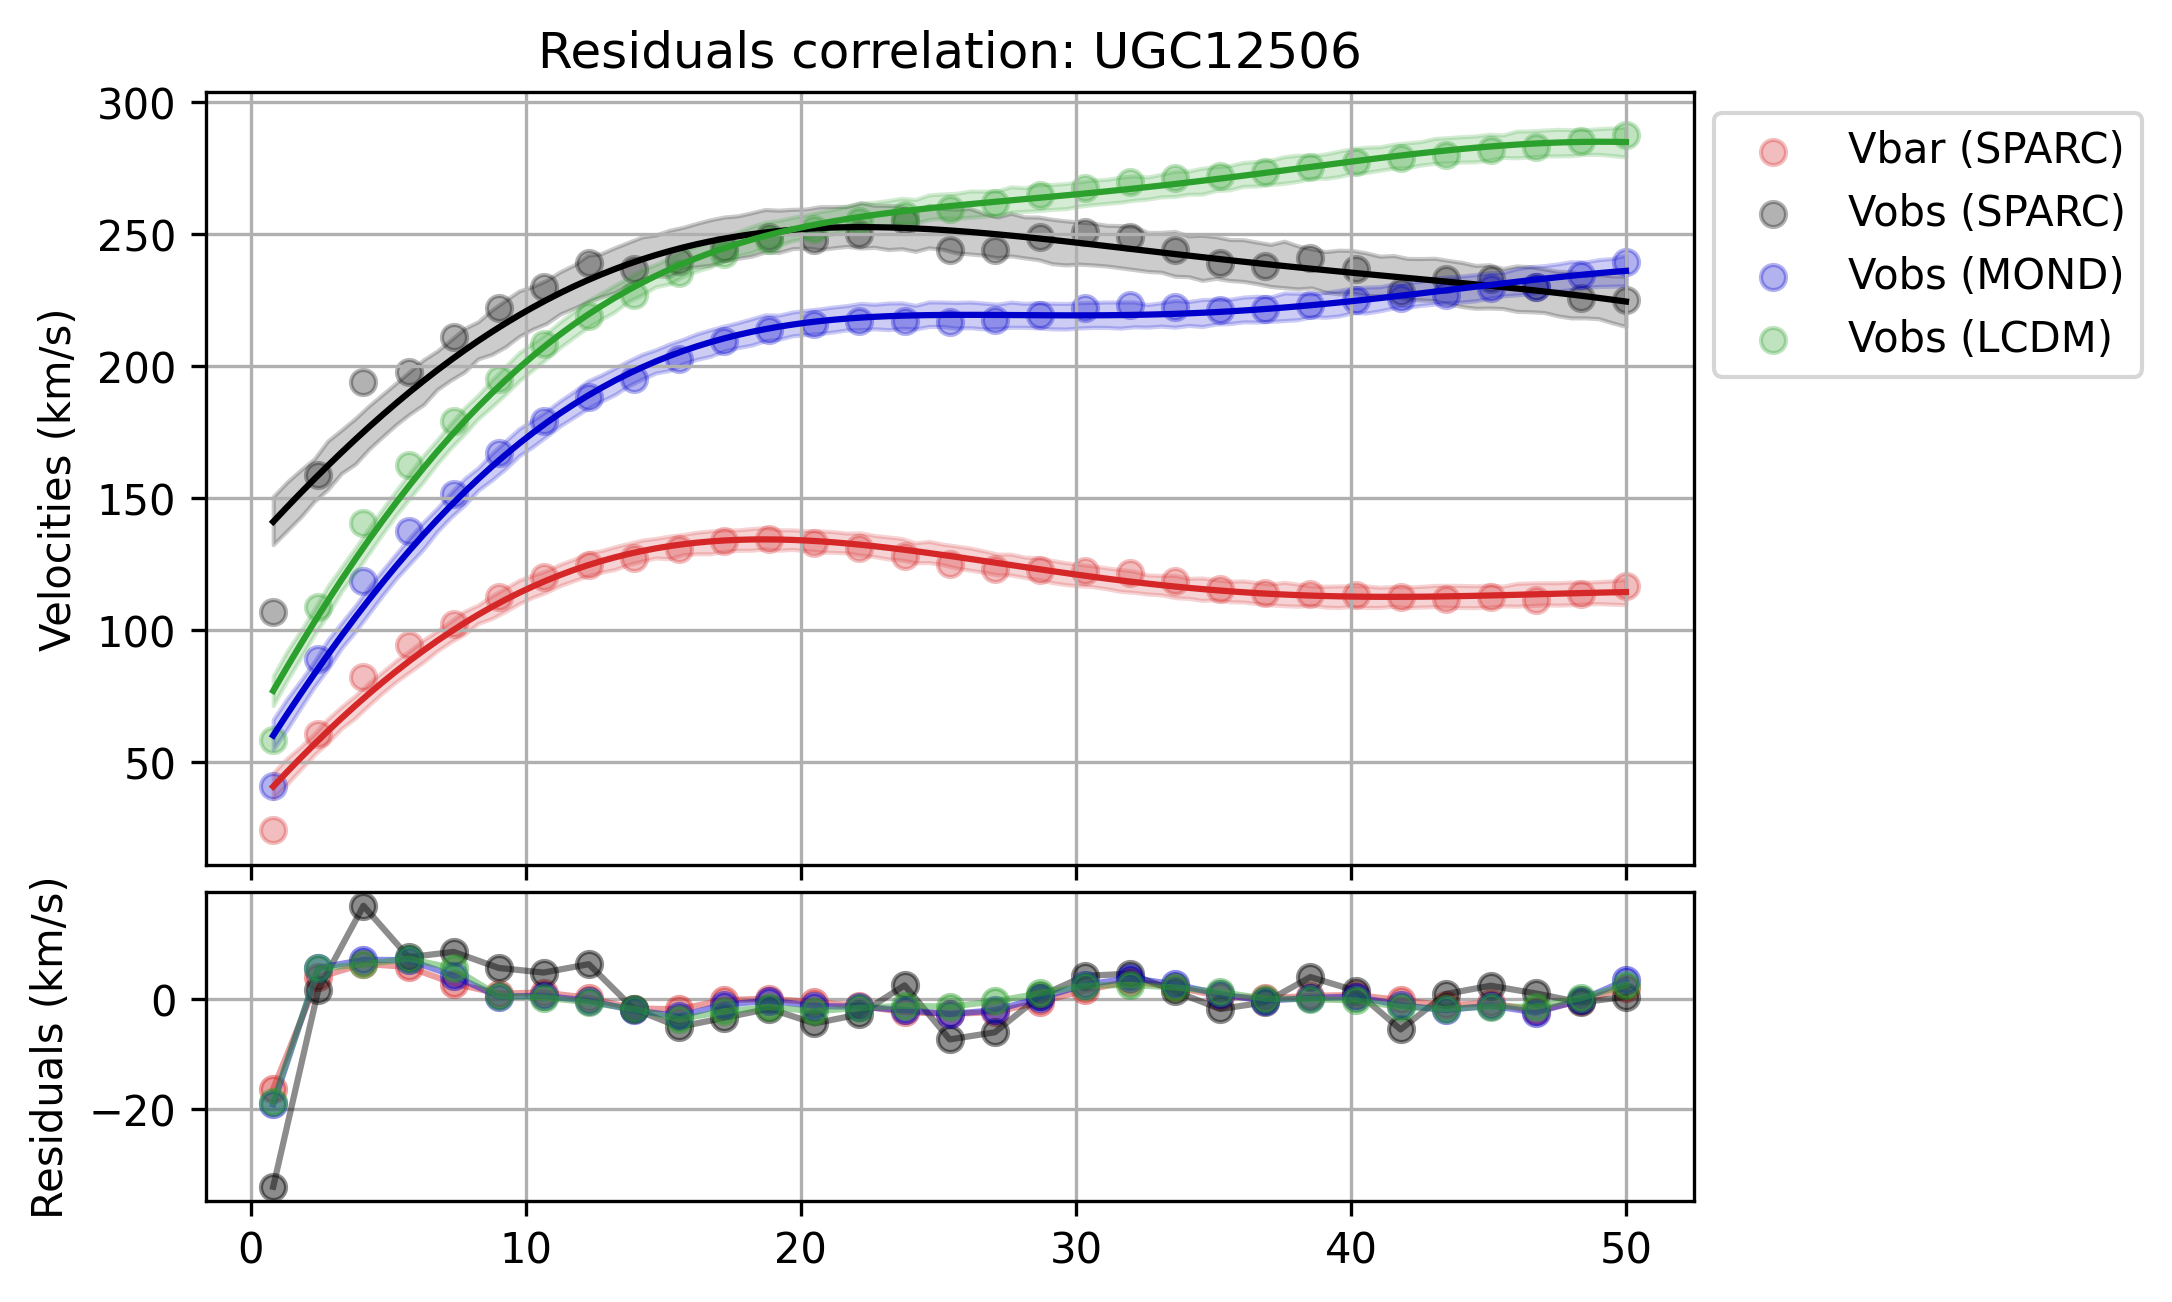 Residuals correlation: UGC12506
300
250
200
150
100
50
Velocities (km/s)
Vbar (SPARC)
Vobs (SPARC)
Vobs (MOND)
Vobs (LCDM)
0
−20
Residuals (km/s)
0 10 20 30 40 50